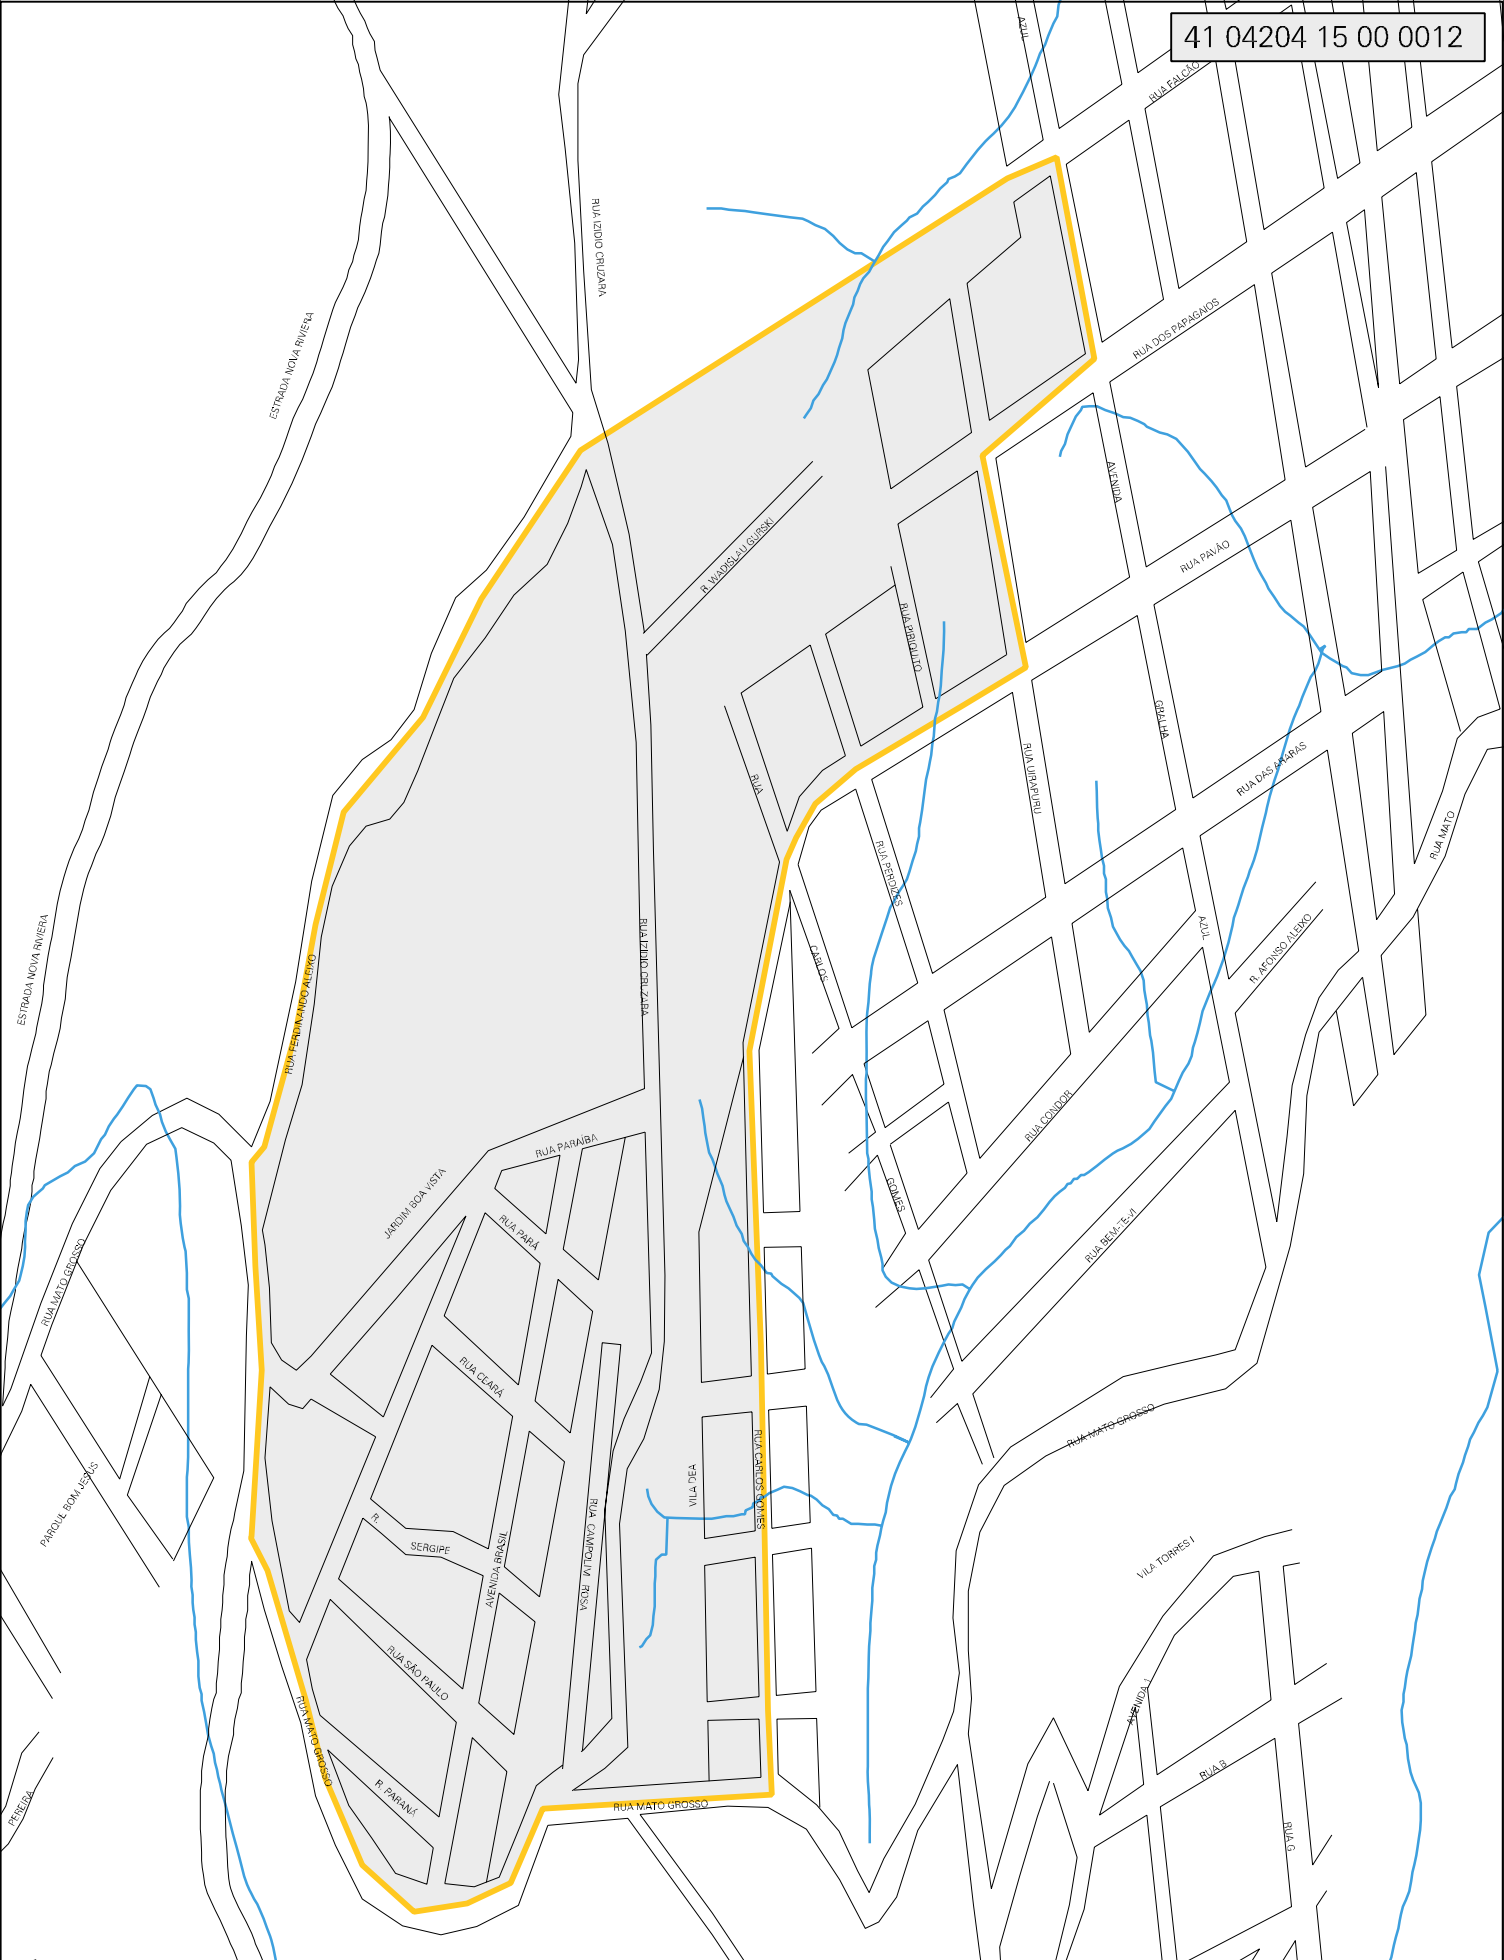 AZUL
41 04204 15 00 0012
RUA FALCÃO
RUA IZIDIO CRUZARA
ESTRADA NOVA RIVIERA
RUA DOS PAPAGAIOS
AVENIDA
R. WADISLAU GURSKI
RUA PAVÃO
RUA PIRIQUITO
GRALHA
RUA
RUA UIRAPURU
RUA DAS ARARAS
RUA MATO
RUA PERDIZES
ESTRADA NOVA RIVIERA
RUA FERDINANDO ALEIXO
RUA IZIDIO CRUZARA
CARLOS
AZUL
R. AFONSO ALEIXO
RUA CONDOR
RUA PARAÍBA
JARDIM BOA VISTA
GOMES
RUA PARÁ
RUA BEM-TE-VI
RUA MATO GROSSO
RUA CEARÁ
RUA MATO GROSSO
PARQUE BOM JESUS
VILA DEA
RUA CARLOS GOMES
R.
SERGIPE
AVENIDA BRASIL
RUA CAMPOLIM ROSA
VILA TORRES I
RUA SÃO PAULO
RUA MATO GROSSO
AVENIDA J
RUA B
R. PARANÁ
RUA MATO GROSSO
PEREIRA
RUA G